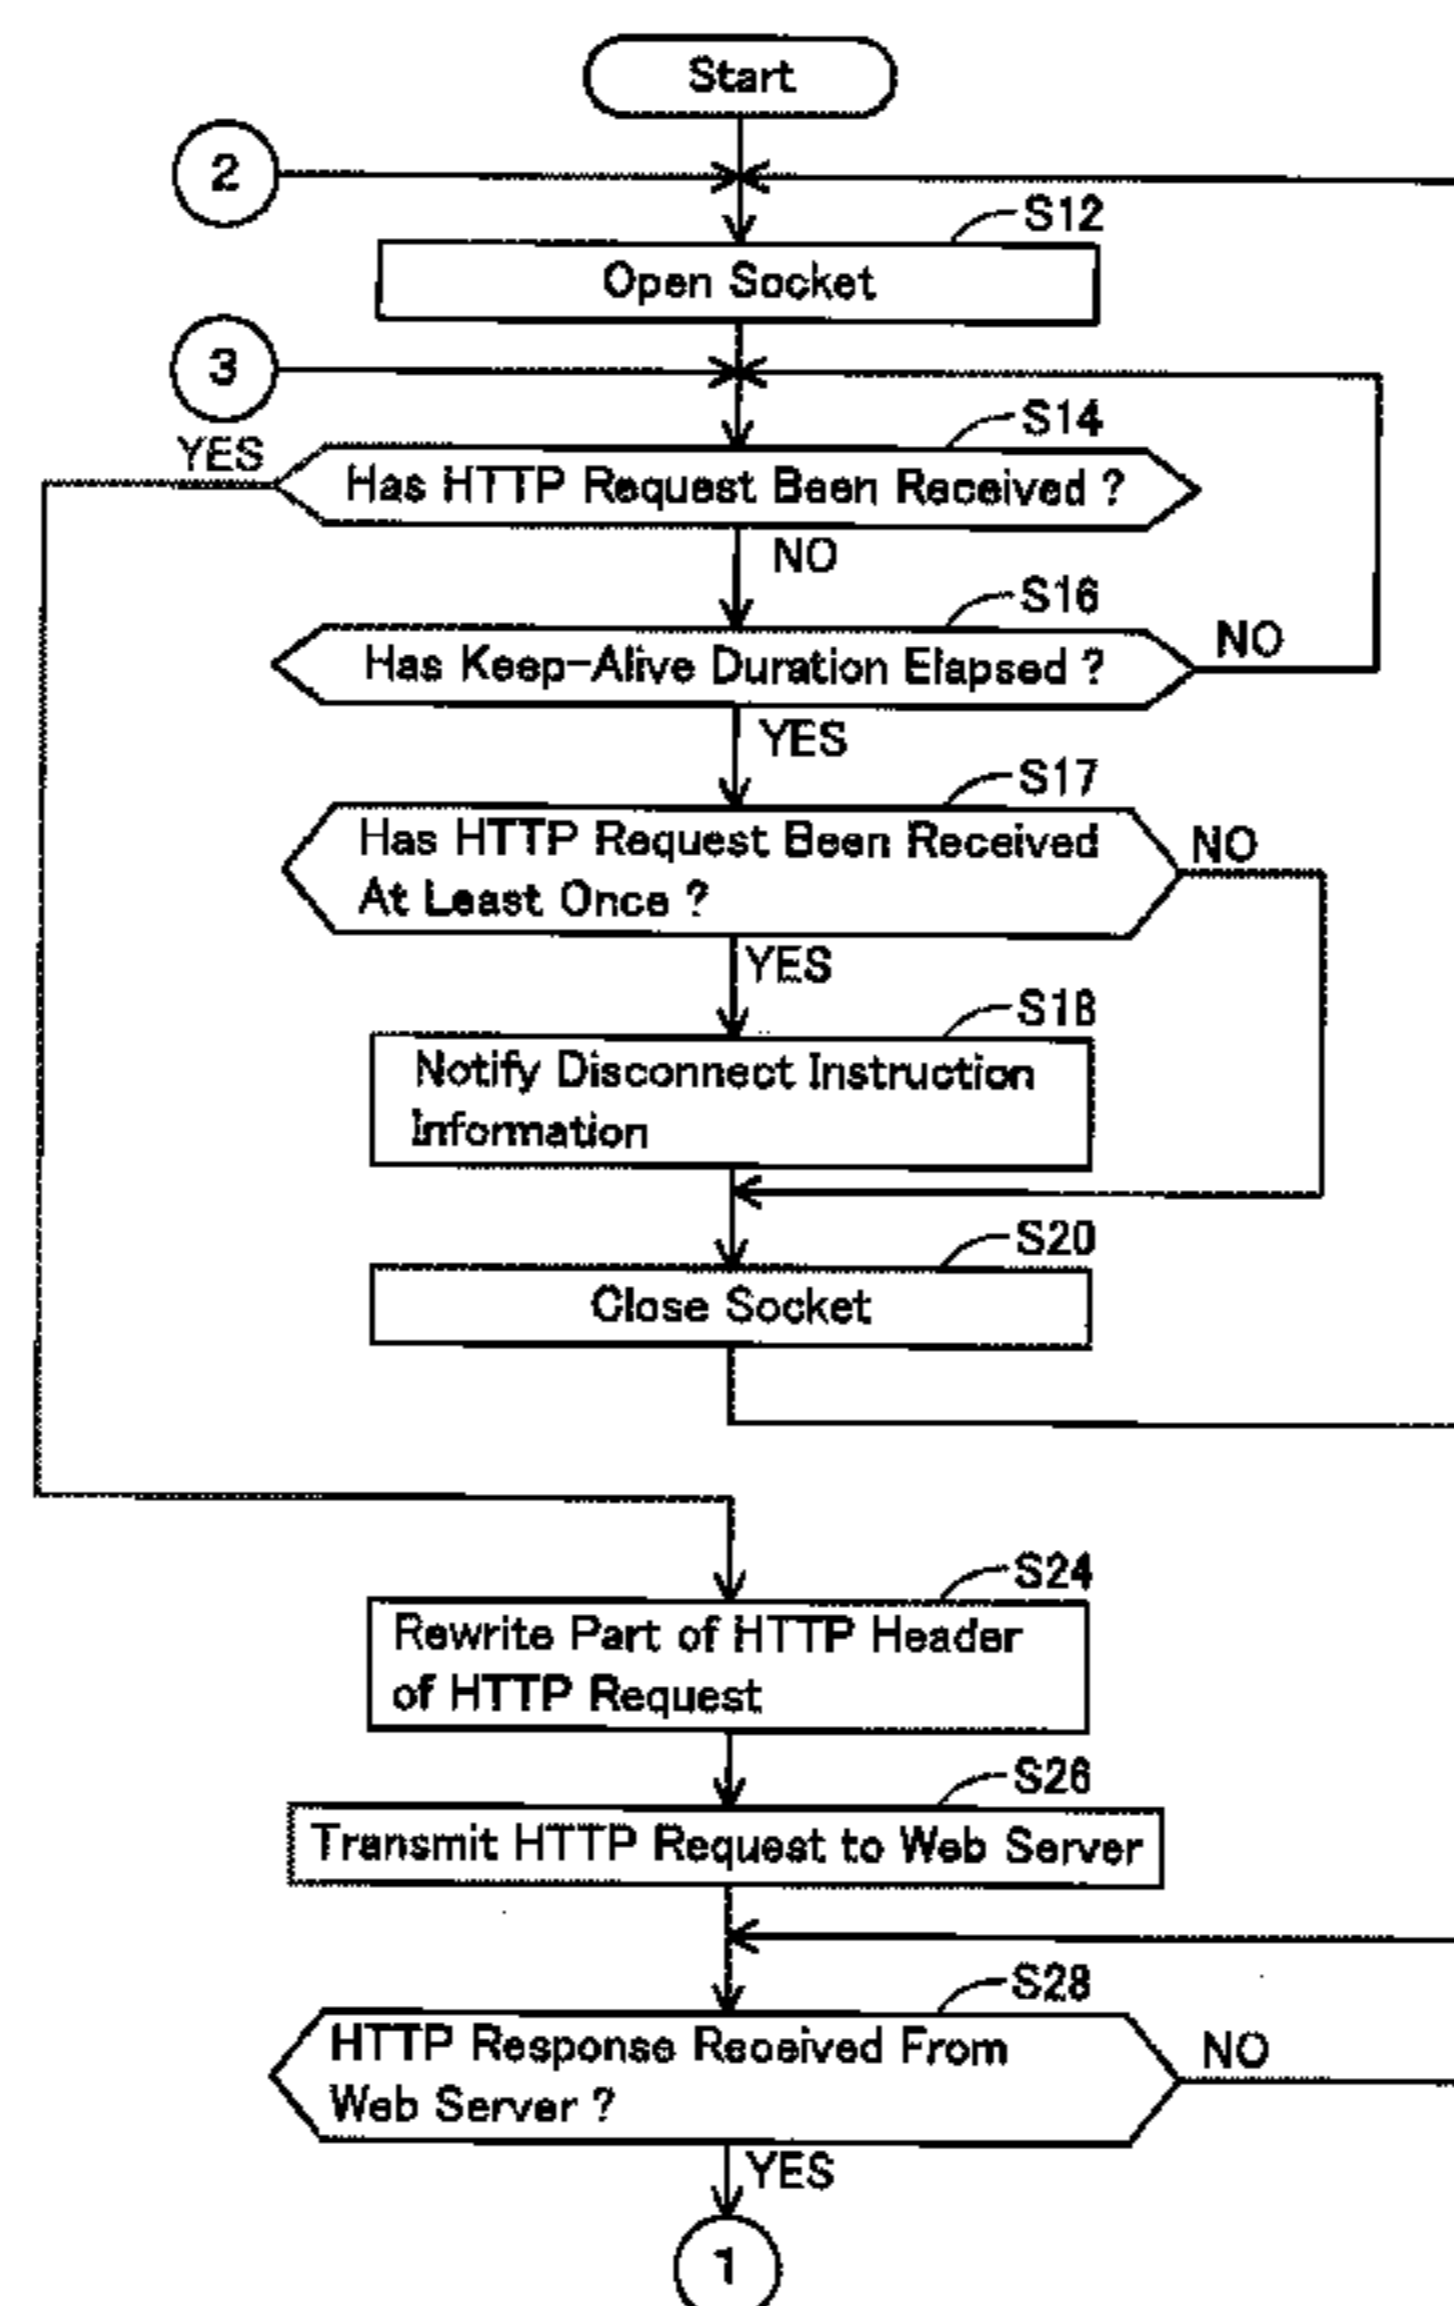 Start
2
S12
Open Socket
3
S14
YES
Has HTTP Request Been Received ?
NO
S16
Has Keep-Alive Duration Elapsed ?
NO
YES
S17
Has HTTP Request Been Received
At Least Once ?
NO
YES
S18
Notify Disconnect Instruction
Information
S20
Close Socket
S24
Rewrite Part of HTTP Header
of HTTP Request
S26
Transmit HTTP Request to Web Server
S28
HTTP Response Received From
Web Server ?
NO
YES
1